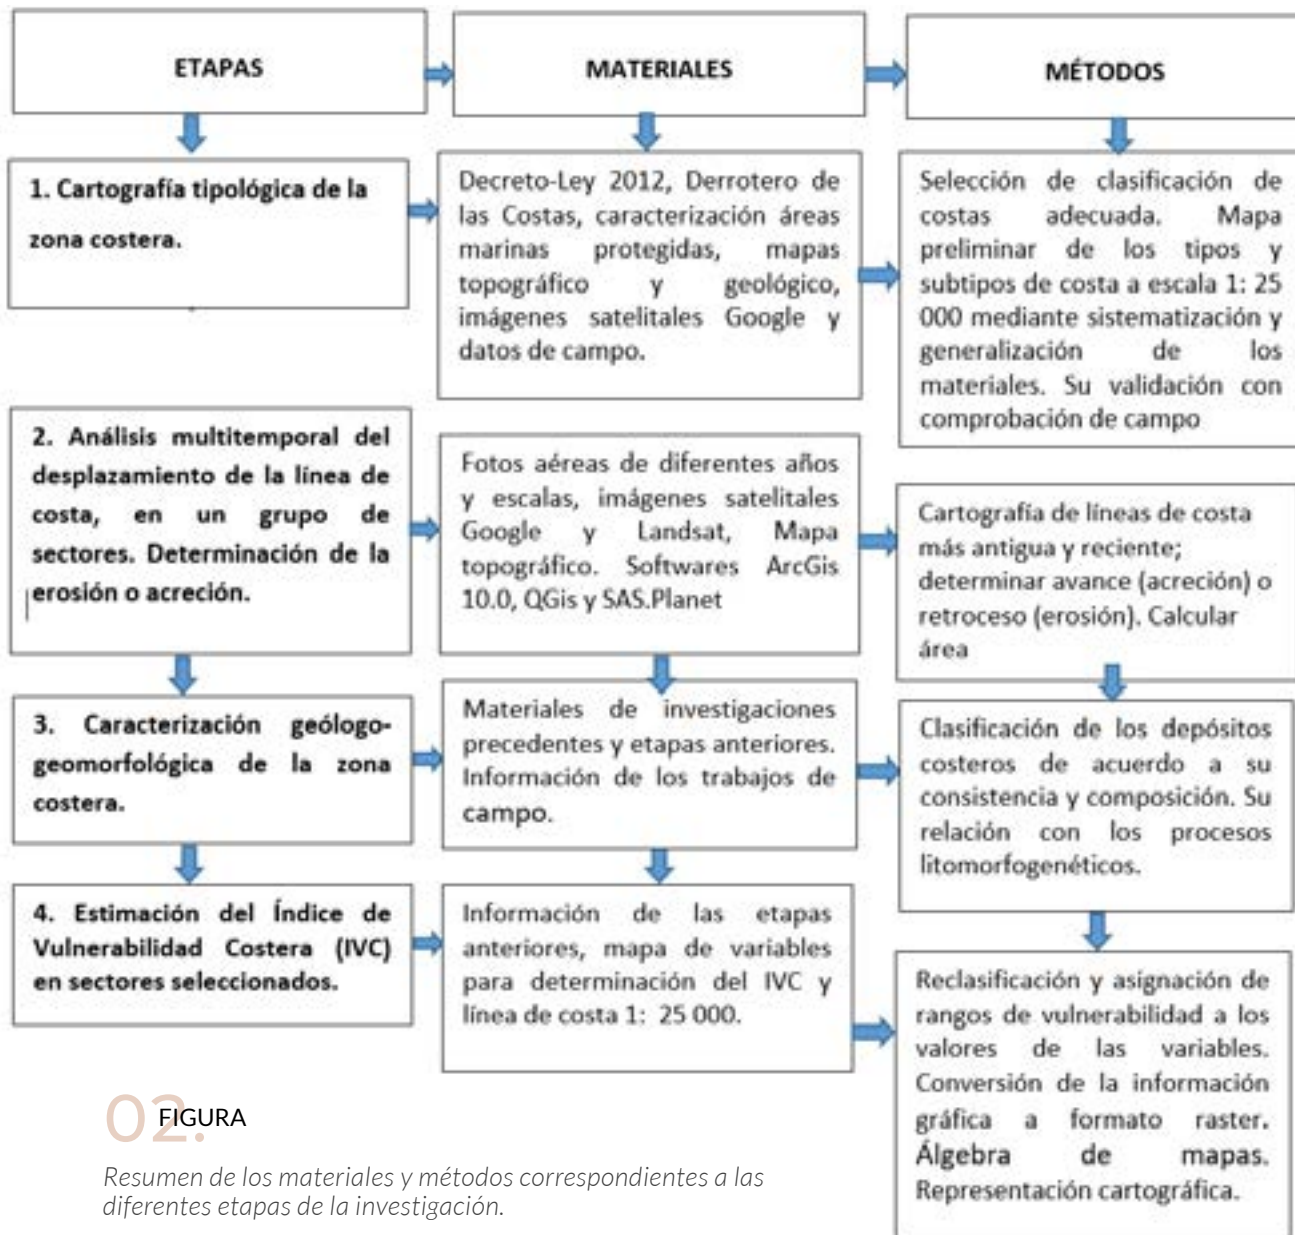 ETAPAS
MATERIALES
MÉTODOS
1. Cartografía tipológica de la
zona costera.
Decreto-Ley 2012, Derrotero de
las Costas, caracterización áreas
marinas protegidas, mapas
topográfico y geológico,
imágenes satelitales Google y
datos de campo.
Selección de clasificación de
costas adecuada. Mapa
preliminar de los tipos y
subtipos de costa a escala 1: 25
000 mediante sistematización y
generalización de los
materiales. Su validación con
comprobación de campo
2. Análisis multitemporal del
desplazamiento de la línea de
costa, en un grupo de
sectores. Determinación de la
erosión o acreción.
Fotos aéreas de diferentes años
y escalas, imágenes satelitales
Google y Landsat, Mapa
topográfico. Softwares ArcGis
10.0, QGis y SAS.Planet
Cartografía de líneas de costa
más antigua y reciente;
determinar avance (acreción) o
retroceso (erosión). Calcular
área
3. Caracterización geólogo-
geomorfológica de la zona
costera.
Materiales de investigaciones
precedentes y etapas anteriores.
Información de los trabajos de
campo.
Clasificación de los depósitos
costeros de acuerdo a su
consistencia y composición. Su
relación con los procesos
litomorfogenéticos.
4. Estimación del Índice de
Vulnerabilidad Costera (IVC)
en sectores seleccionados.
Información de las etapas
anteriores, mapa de variables
para determinación del IVC y
línea de costa 1: 25 000.
Reclasificación y asignación de
rangos de vulnerabilidad a los
valores de las variables.
Conversión de la información
gráfica a formato raster.
Álgebra de mapas.
Representación cartográfica.
02. FIGURA
Resumen de los materiales y métodos correspondientes a las
diferentes etapas de la investigación.